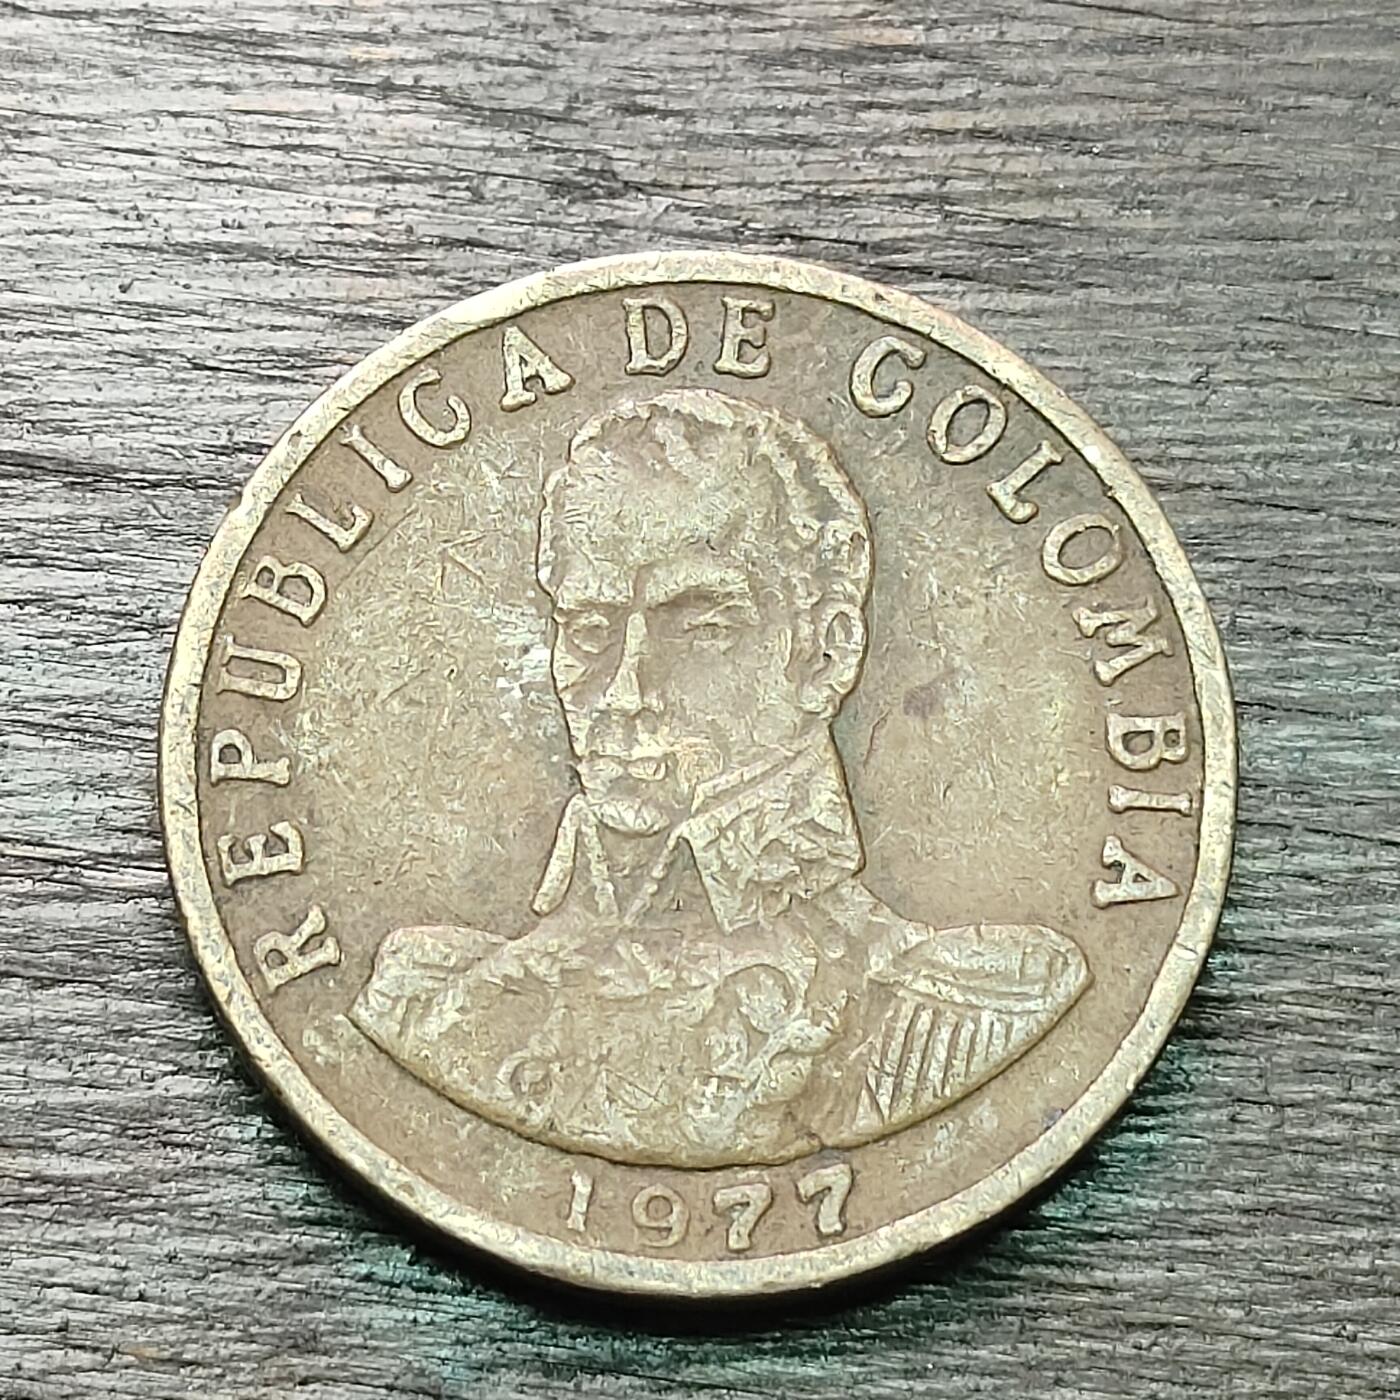 REPUBLICA DE COLOMBIA
1977